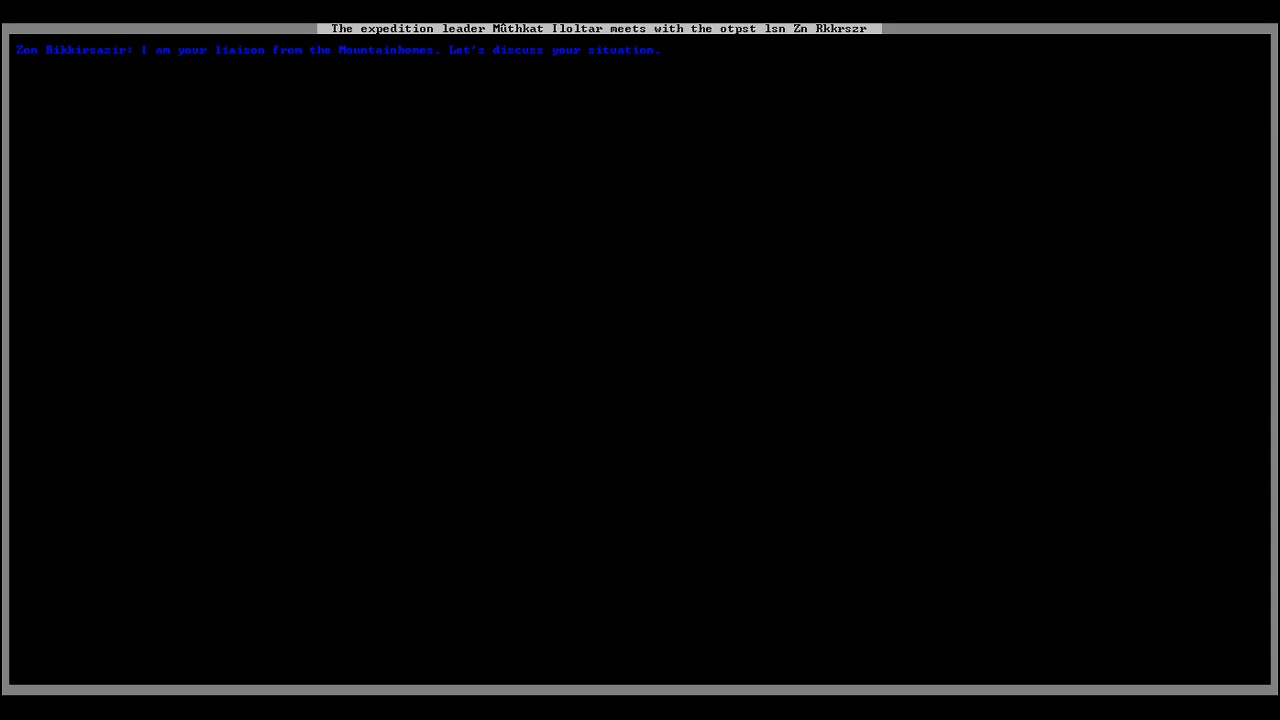 The expedition leader Mûthkat Iloltar meets with the otpst lsn Zn Rkkrszr
Zon Rikkirsazir: I am your liaison from the Mountainhomes. Let's discuss your situation.